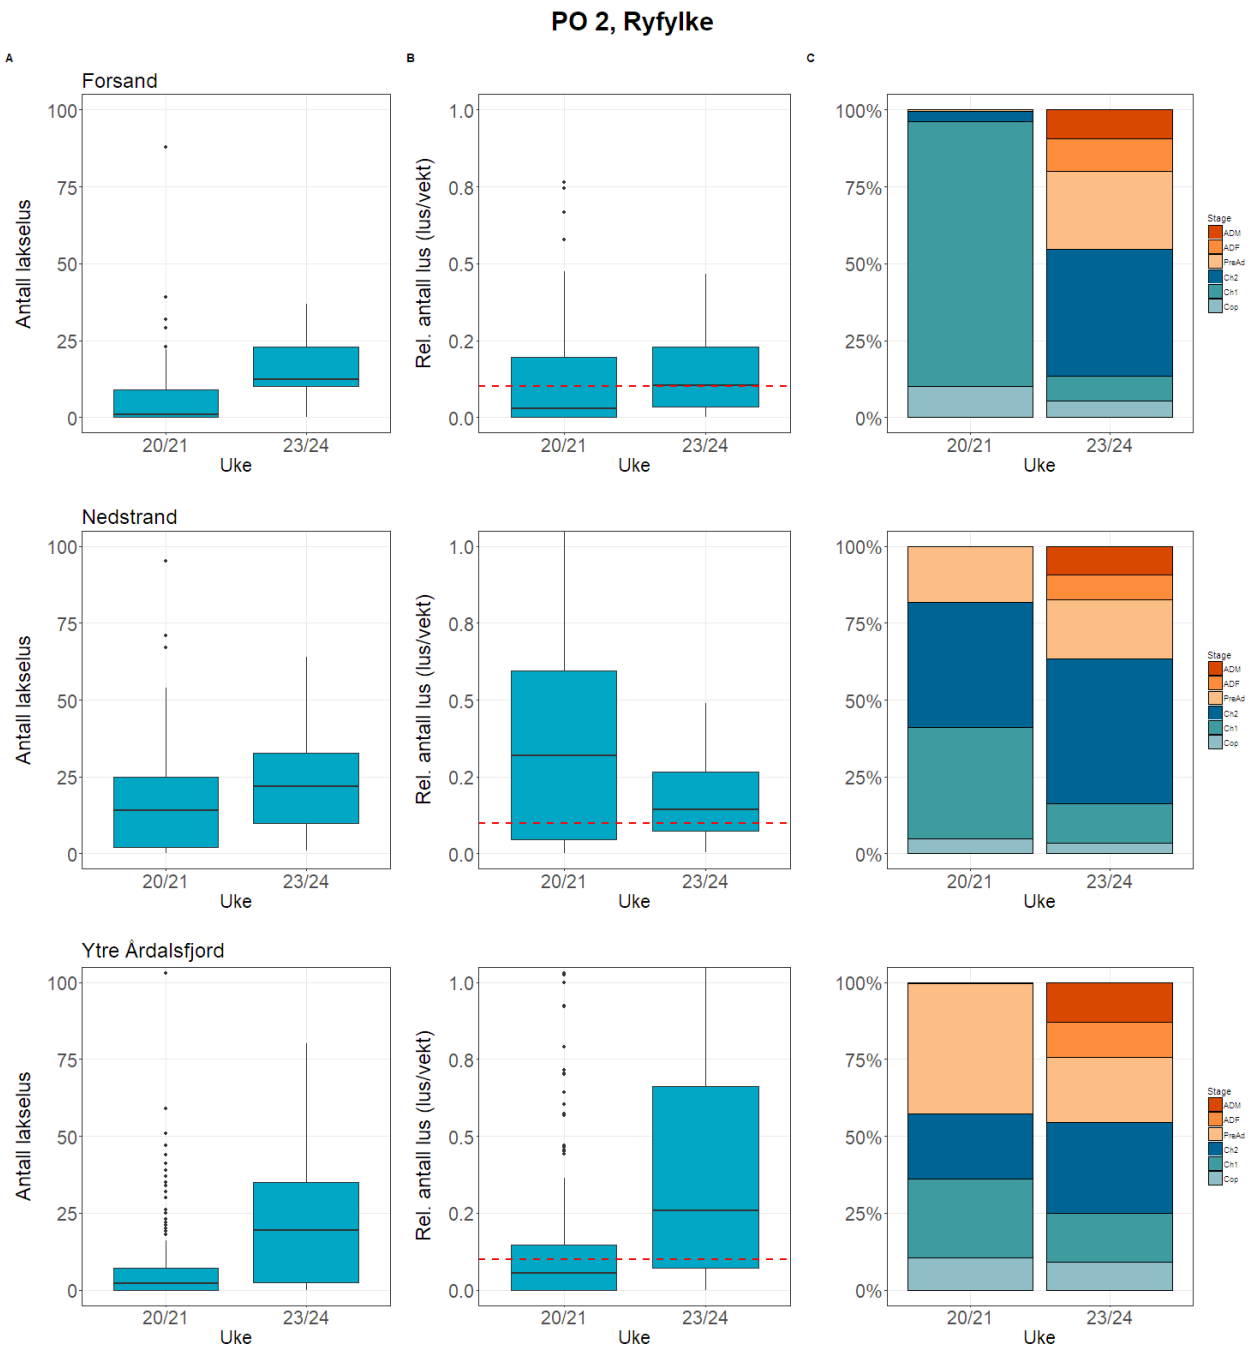 PO 2, Ryfylke
A
B
C
Forsand
Antall lakselus
100
75
50
25
0
20/21
23/24
Uke
Rel. antall lus (lus/vekt)
1.0
0.8
0.5
0.2
0.0
20/21
23/24
Uke
100%
75%
50%
25%
0%
20/21
23/24
Uke
Stage
ADM
ADF
PreAd
Ch2
Ch1
Cop
Nedstrand
Antall lakselus
100
75
50
25
0
20/21
23/24
Uke
Rel. antall lus (lus/vekt)
1.0
0.8
0.5
0.2
0.0
20/21
23/24
Uke
100%
75%
50%
25%
0%
20/21
23/24
Uke
Stage
ADM
ADF
PreAd
Ch2
Ch1
Cop
Ytre Årdalsfjord
Antall lakselus
100
75
50
25
0
20/21
23/24
Uke
Rel. antall lus (lus/vekt)
1.0
0.8
0.5
0.2
0.0
20/21
23/24
Uke
100%
75%
50%
25%
0%
20/21
23/24
Uke
Stage
ADM
ADF
PreAd
Ch2
Ch1
Cop